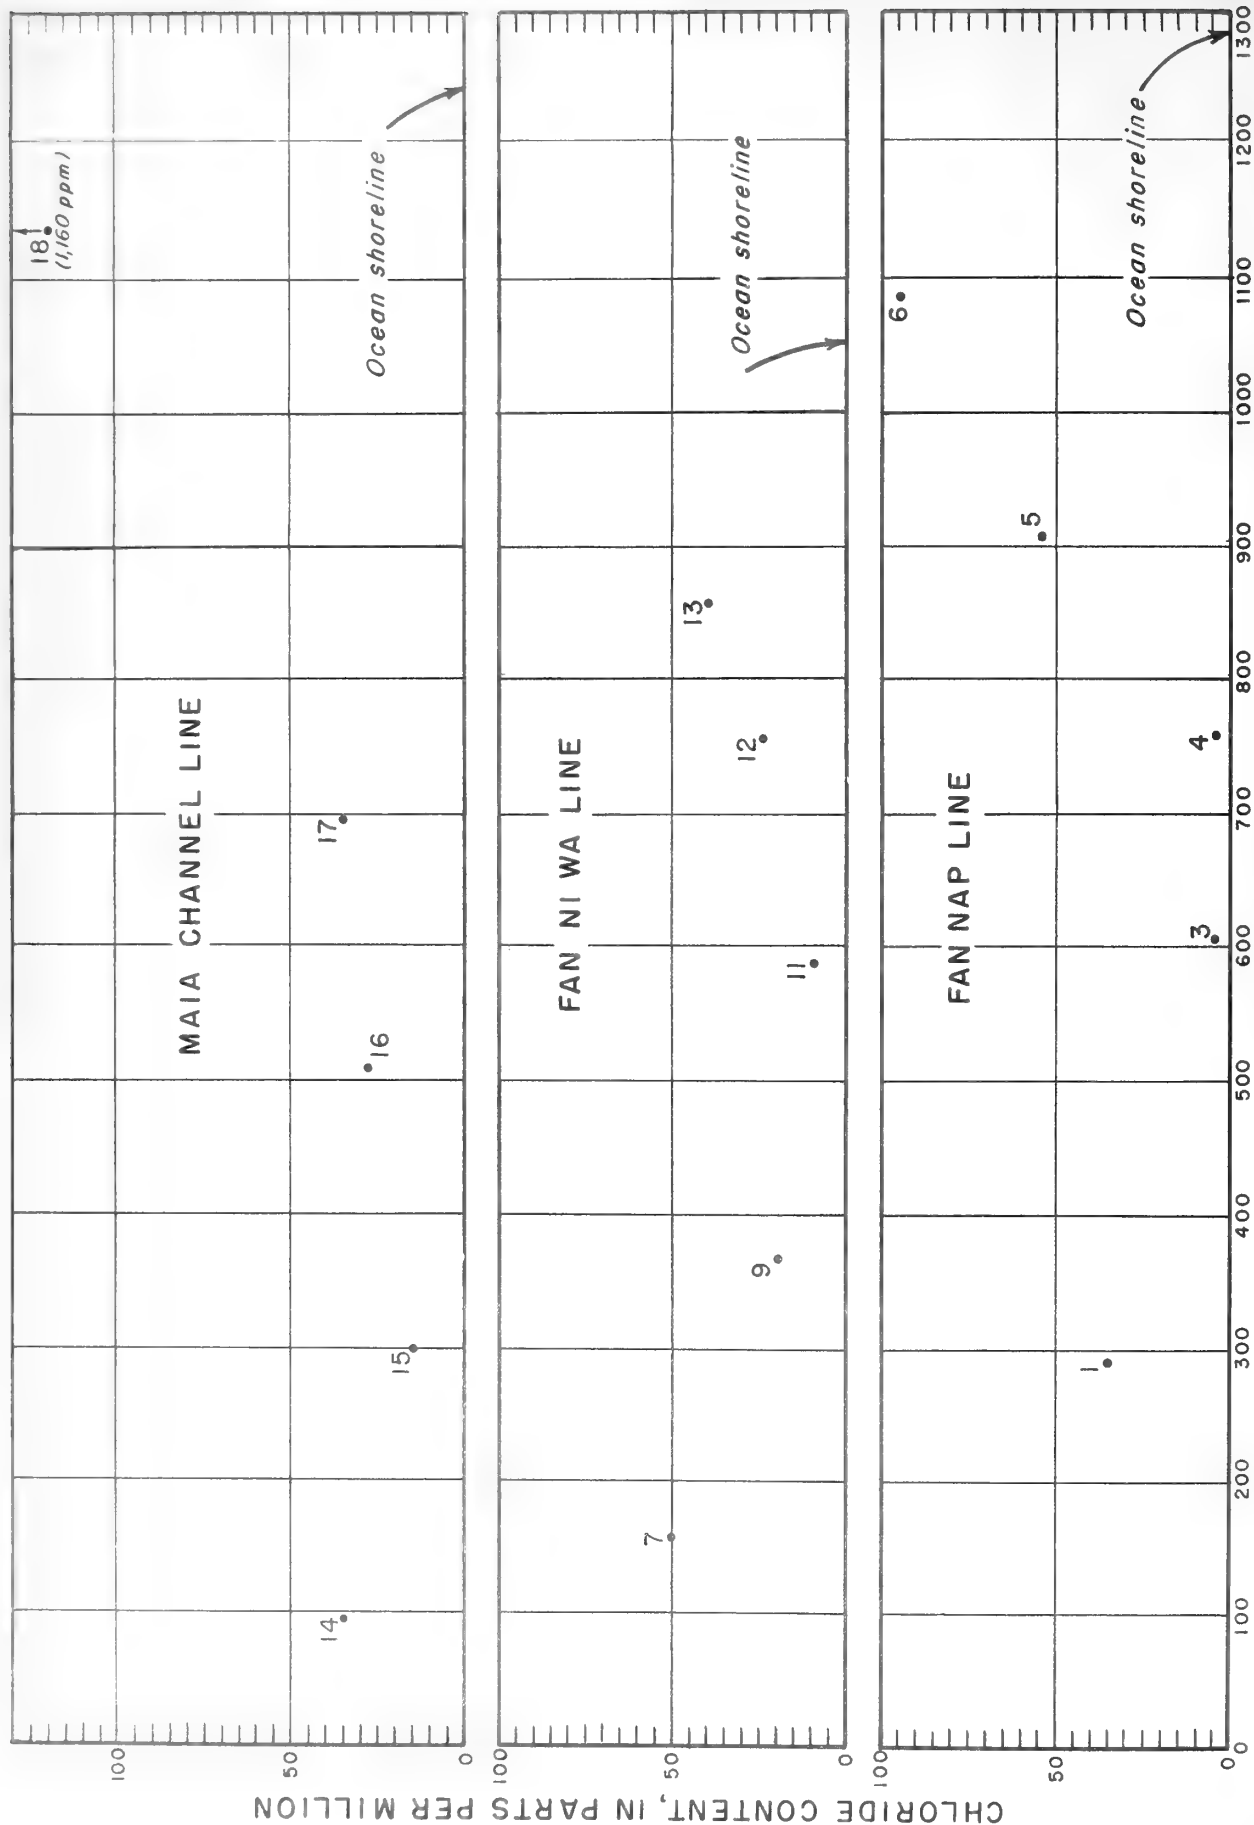 CHLORIDE CONTENT, IN PARTS PER MILLION
100
50
0
MAIA CHANNEL LINE
14
15
16
17
18
(1,160 ppm)
Ocean shoreline
100
50
0
FAN NI WA LINE
7
9
11
12
13
Ocean shoreline
100
50
0
FAN NAP LINE
1
3
4
5
6
Ocean shoreline
0 100 200 300 400 500 600 700 800 900 1000 1100 1200 1300